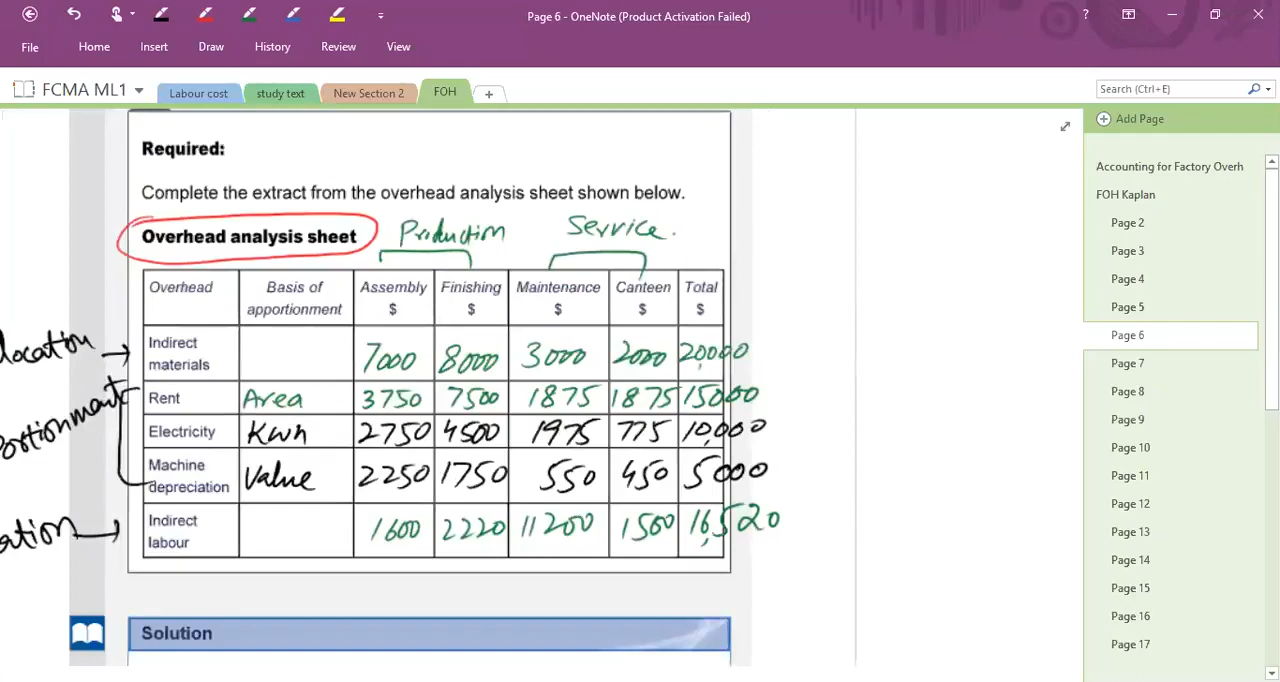 Page 6 - OneNote (Product Activation Failed)
?
File Home Insert Draw History Review View
FCMA ML1 Labour cost study text New Section 2 FOH
Search (Ctrl+E)
Add Page
Required:
Complete the extract from the overhead analysis sheet shown below.
Overhead analysis sheet Production Service.
Overhead Basis of apportionment Assembly $ Finishing $ Maintenance $ Canteen $ Total $
location Indirect materials 7000 8000 3000 2000 20,000
Rent Area 3750 7500 1875 1875 15000
portionment Electricity Kwh 2750 4500 1975 775 10,000
Machine depreciation Value 2250 1750 550 450 5000
ation Indirect labour 1600 2220 11200 1500 16,520
Solution
Accounting for Factory Overh
FOH Kaplan
Page 2
Page 3
Page 4
Page 5
Page 6
Page 7
Page 8
Page 9
Page 10
Page 11
Page 12
Page 13
Page 14
Page 15
Page 16
Page 17